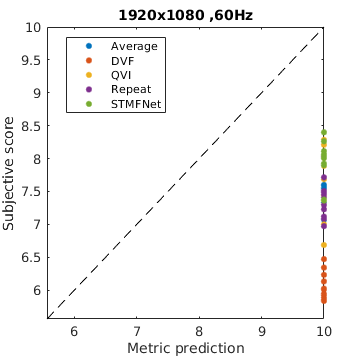 1920x1080 ,60Hz
Average
DVF
QVI
Repeat
STMFNet
Subjective score
10
9.5
9
8.5
8
7.5
7
6.5
6
6
7
8
9
10
Metric prediction